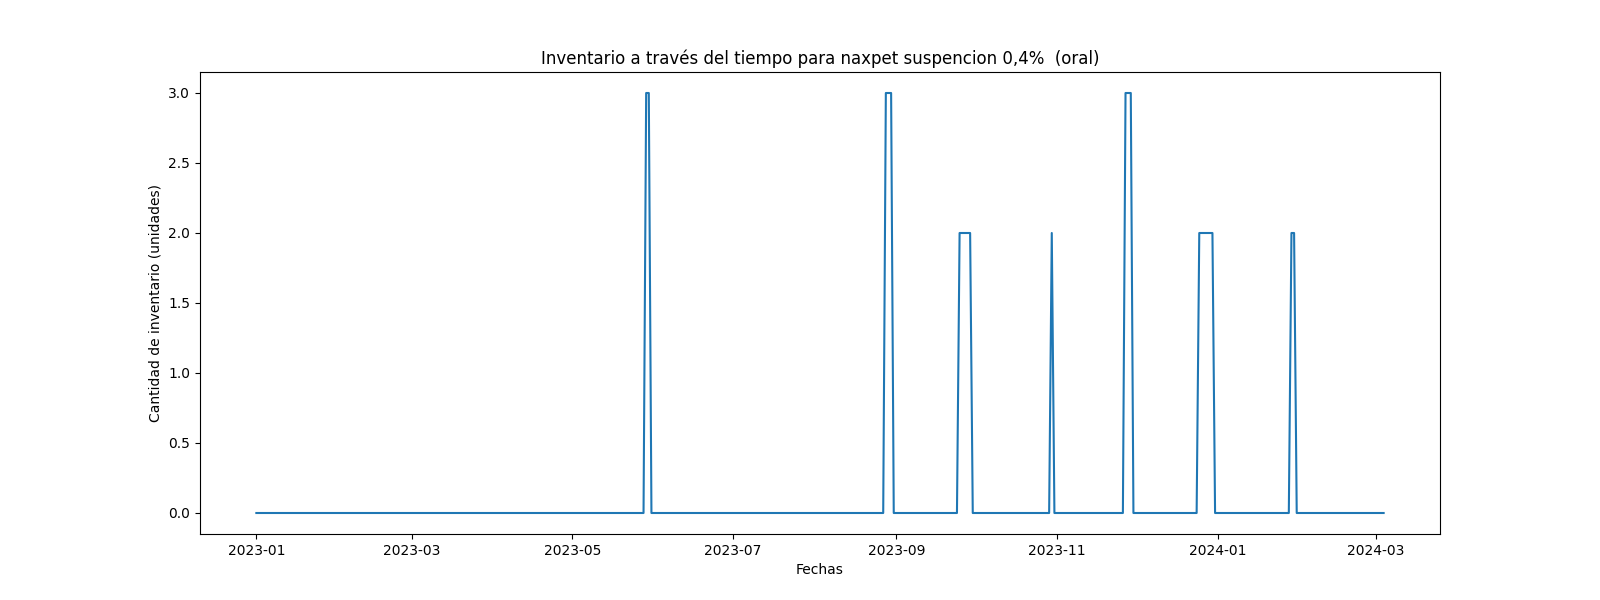 Inventario a través del tiempo para naxpet suspencion 0,4%  (oral)
Cantidad de inventario (unidades)
3.0
2.5
2.0
1.5
1.0
0.5
0.0
2023-01 2023-03 2023-05 2023-07 2023-09 2023-11 2024-01 2024-03
Fechas